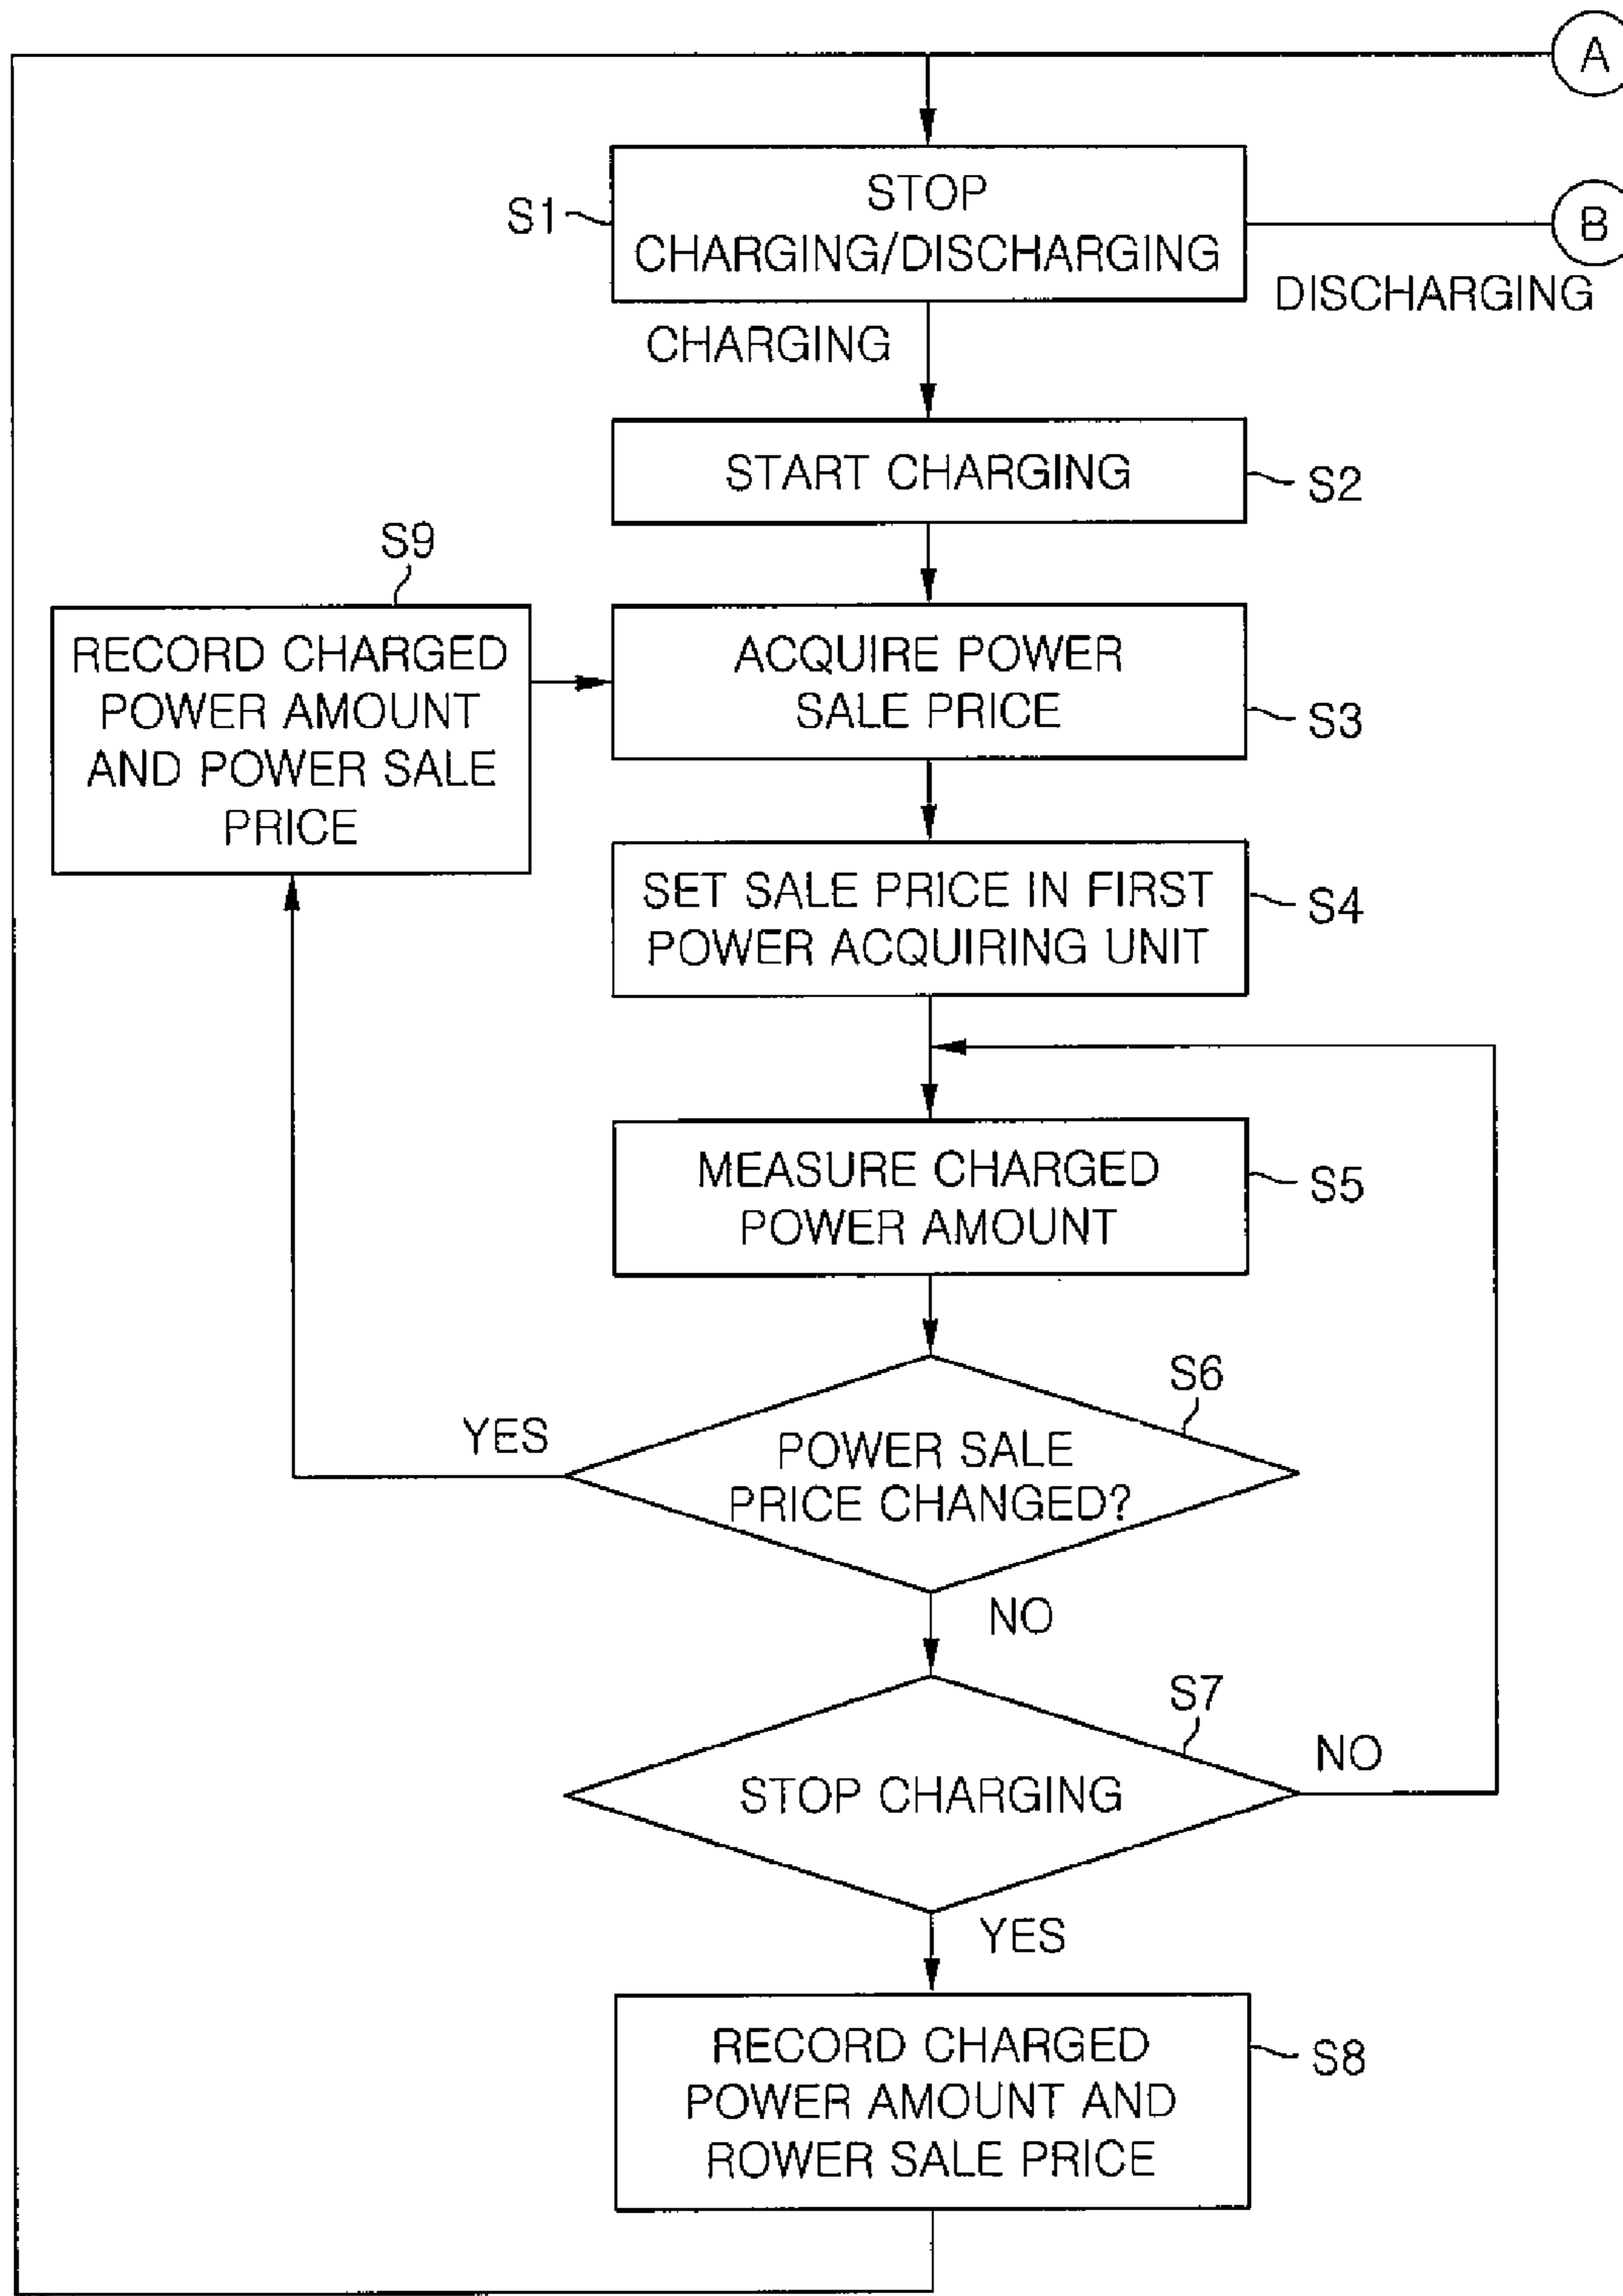 A
S1
STOP
CHARGING/DISCHARGING
B
DISCHARGING
CHARGING
START CHARGING
S2
S9
RECORD CHARGED
POWER AMOUNT
AND POWER SALE
PRICE
ACQUIRE POWER
SALE PRICE
S3
SET SALE PRICE IN FIRST
POWER ACQUIRING UNIT
S4
MEASURE CHARGED
POWER AMOUNT
S5
S6
YES
POWER SALE
PRICE CHANGED?
NO
S7
STOP CHARGING
NO
YES
RECORD CHARGED
POWER AMOUNT AND
ROWER SALE PRICE
S8